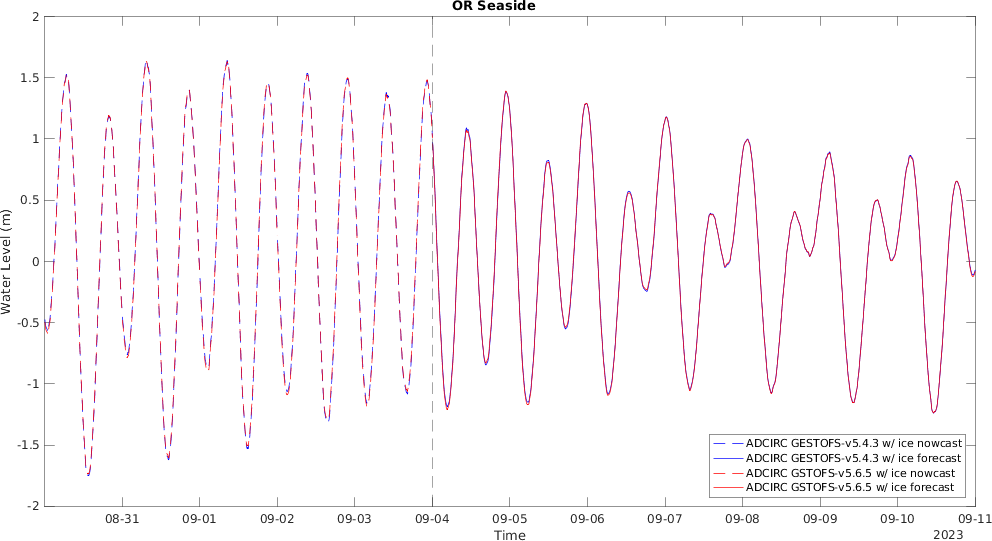 OR Seaside
2
1.5
1
0.5
0
-0.5
-1
-1.5
-2
Water Level (m)
08-31 09-01 09-02 09-03 09-04 09-05 09-06 09-07 09-08 09-09 09-10 09-11
Time
2023
ADCIRC GESTOFS-v5.4.3 w/ ice nowcast
ADCIRC GESTOFS-v5.4.3 w/ ice forecast
ADCIRC GSTOFS-v5.6.5 w/ ice nowcast
ADCIRC GSTOFS-v5.6.5 w/ ice forecast